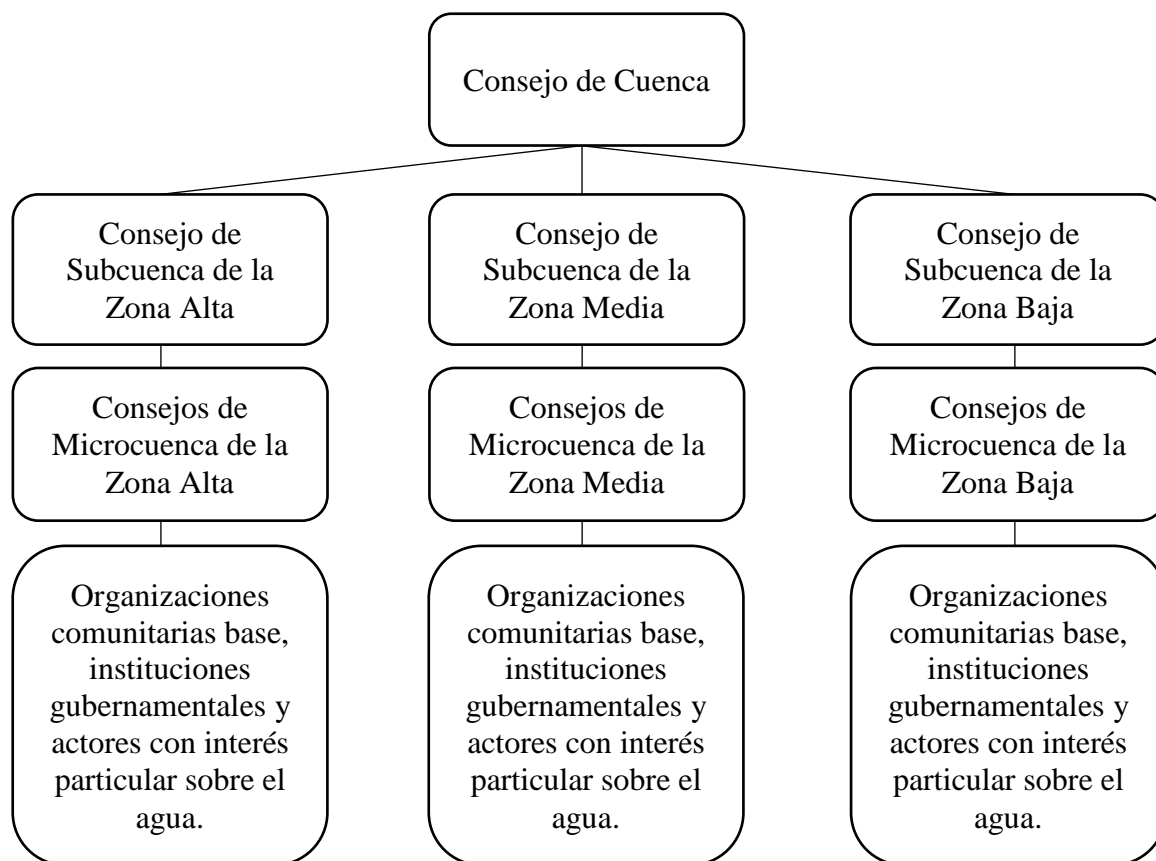 Consejo de Cuenca
Consejo de
Subcuenca de la
Zona Alta
Consejo de
Subcuenca de la
Zona Media
Consejo de
Subcuenca de la
Zona Baja
Consejos de
Microcuenca de la
Zona Alta
Consejos de
Microcuenca de la
Zona Media
Consejos de
Microcuenca de la
Zona Baja
Organizaciones
comunitarias base,
instituciones
gubernamentales y
actores con interés
particular sobre el
agua.
Organizaciones
comunitarias base,
instituciones
gubernamentales y
actores con interés
particular sobre el
agua.
Organizaciones
comunitarias base,
instituciones
gubernamentales y
actores con interés
particular sobre el
agua.